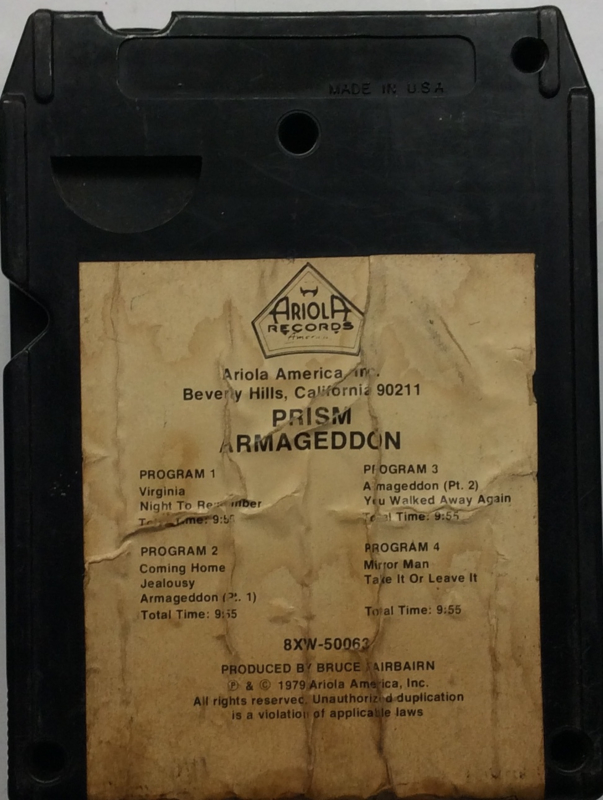 MADE IN U S A
ARIOLA
RECORDS
America
Ariola America, Inc.
Beverly Hills, California 90211
PRISM
ARMAGEDDON
PROGRAM 1
Virginia
Night To Remember
Total Time: 9:55
PROGRAM 2
Coming Home
Jealousy
Armageddon (Pt. 1)
Total Time: 9:55
PROGRAM 3
Armageddon (Pt. 2)
You Walked Away Again
Total Time: 9:55
PROGRAM 4
Mirror Man
Take It Or Leave It
Total Time: 9:55
8XW-50063
PRODUCED BY BRUCE FAIRBAIRN
℗ & © 1979 Ariola America, Inc.
All rights reserved. Unauthorized duplication
is a violation of applicable laws